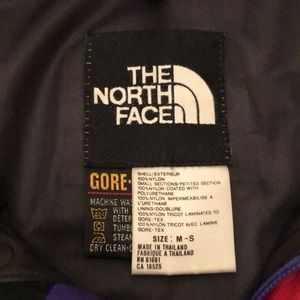 THE
NORTH
FACE
GORE-
MACHINE WAS
WITH
DETE
TUMB
STEAM
DRY CLEAN-
SHELL/EXTERIEUR
100% NYLON
SMALL SECTIONS/PETITES SECTION
100% NYLON COATED WITH
POLYURETHANE
100% NYLON IMPERMEABILISE A
L'URETHANE
LINING/DOUBLURE
100% NYLON TRICOT LAMINATED TO
GORE-TEX
100% NYLON TRICOT AVEC LAMINE
GORE-TEX
SIZE: M-S
MADE IN THAILAND
FABRIQUE A THAILAND
RN 61661
CA 18525